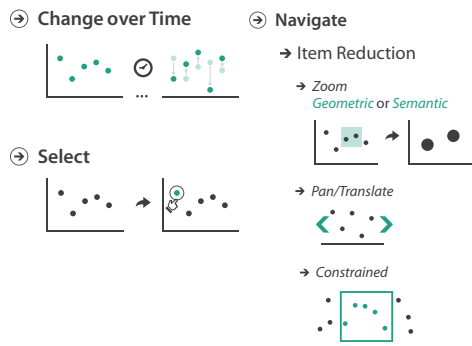 Change over Time
...
Select
Navigate
Item Reduction
Zoom
Geometric or Semantic
Pan/Translate
Constrained